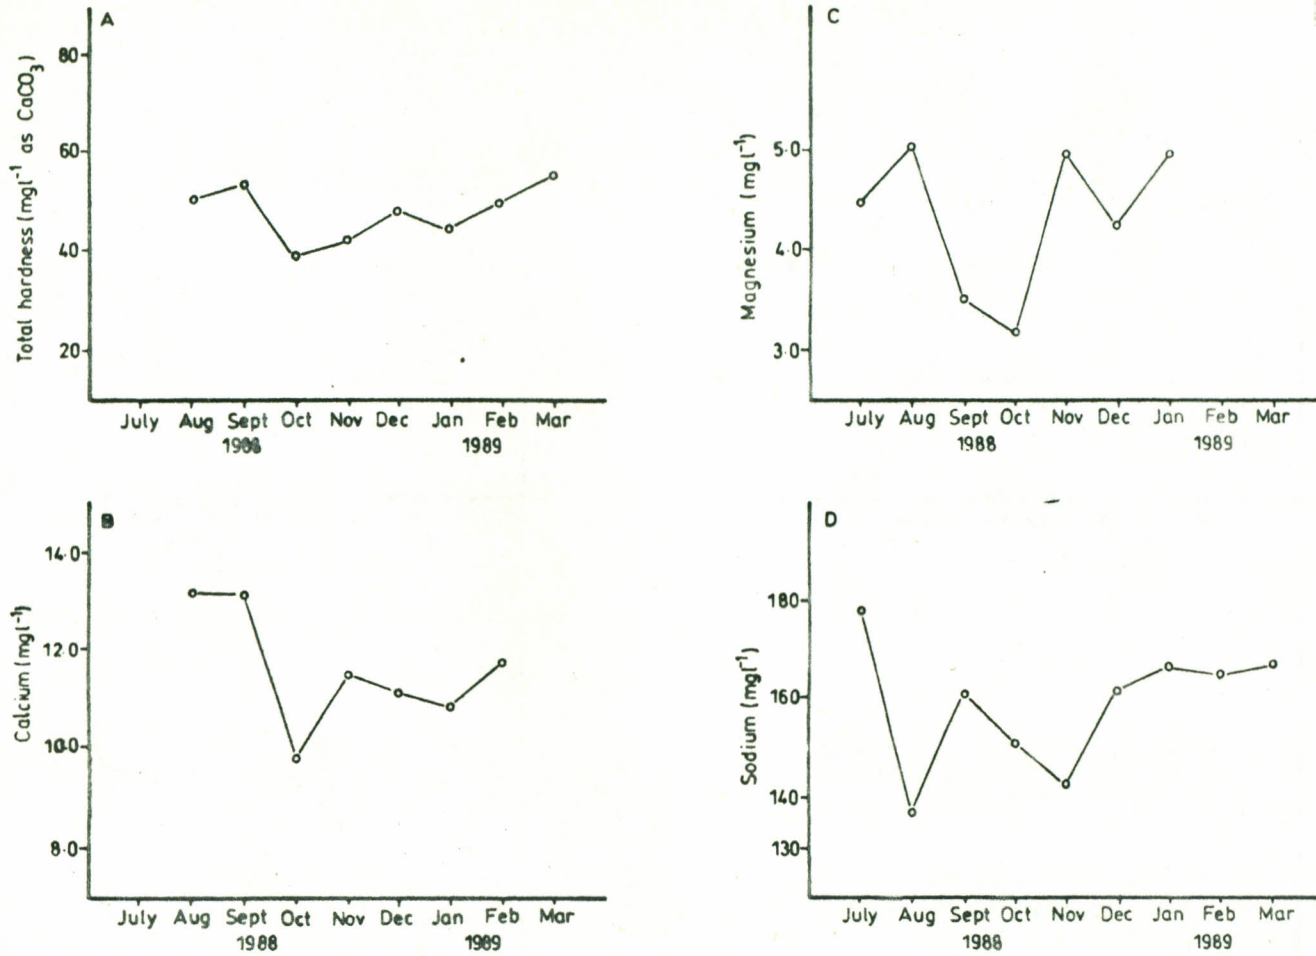 A
Total hardness (mgl⁻¹ as CaCO₃)
80
60
40
20
July Aug Sept Oct Nov Dec Jan Feb Mar
1988 1989
C
Magnesium (mgl⁻¹)
5.0
4.0
3.0
July Aug Sept Oct Nov Dec Jan Feb Mar
1988 1989
B
Calcium (mgl⁻¹)
14.0
12.0
10.0
8.0
July Aug Sept Oct Nov Dec Jan Feb Mar
1988 1989
D
Sodium (mgl⁻¹)
180
160
140
130
July Aug Sept Oct Nov Dec Jan Feb Mar
1988 1989